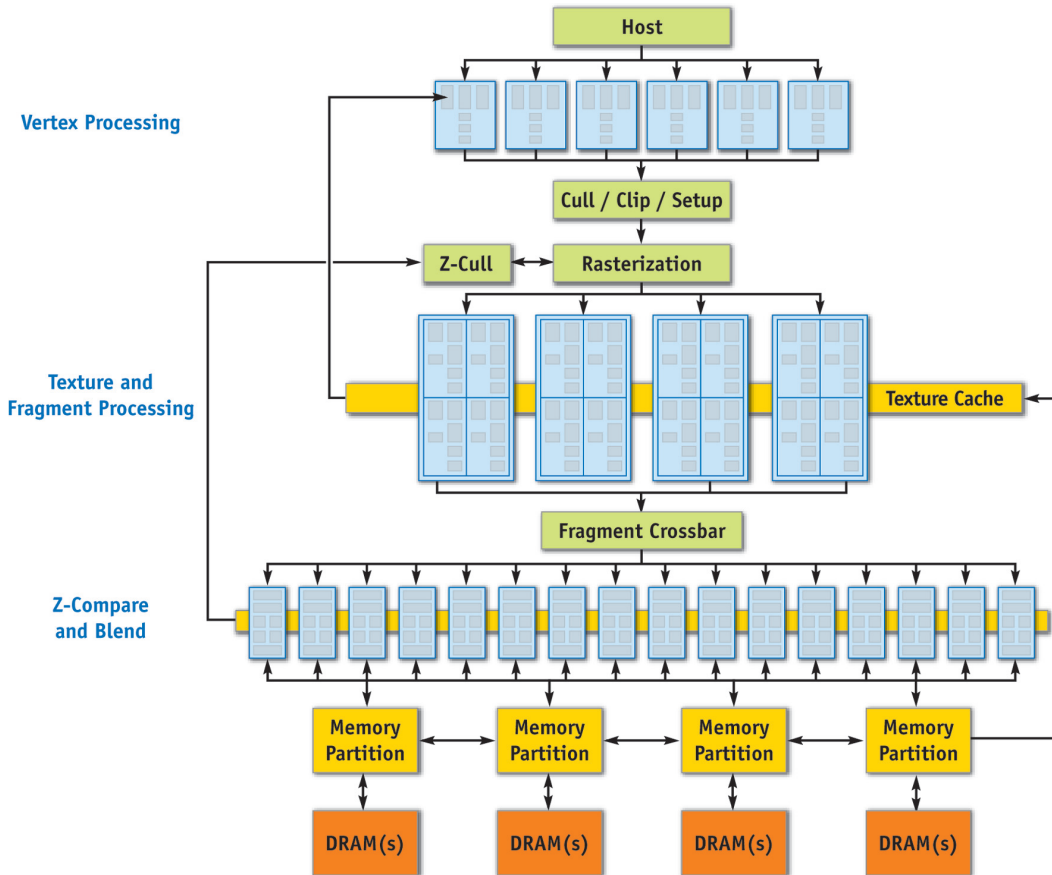 Host
Vertex Processing
Cull / Clip / Setup
Z-Cull
Rasterization
Texture and
Fragment Processing
Texture Cache
Fragment Crossbar
Z-Compare
and Blend
Memory
Partition
Memory
Partition
Memory
Partition
Memory
Partition
DRAM(s)
DRAM(s)
DRAM(s)
DRAM(s)